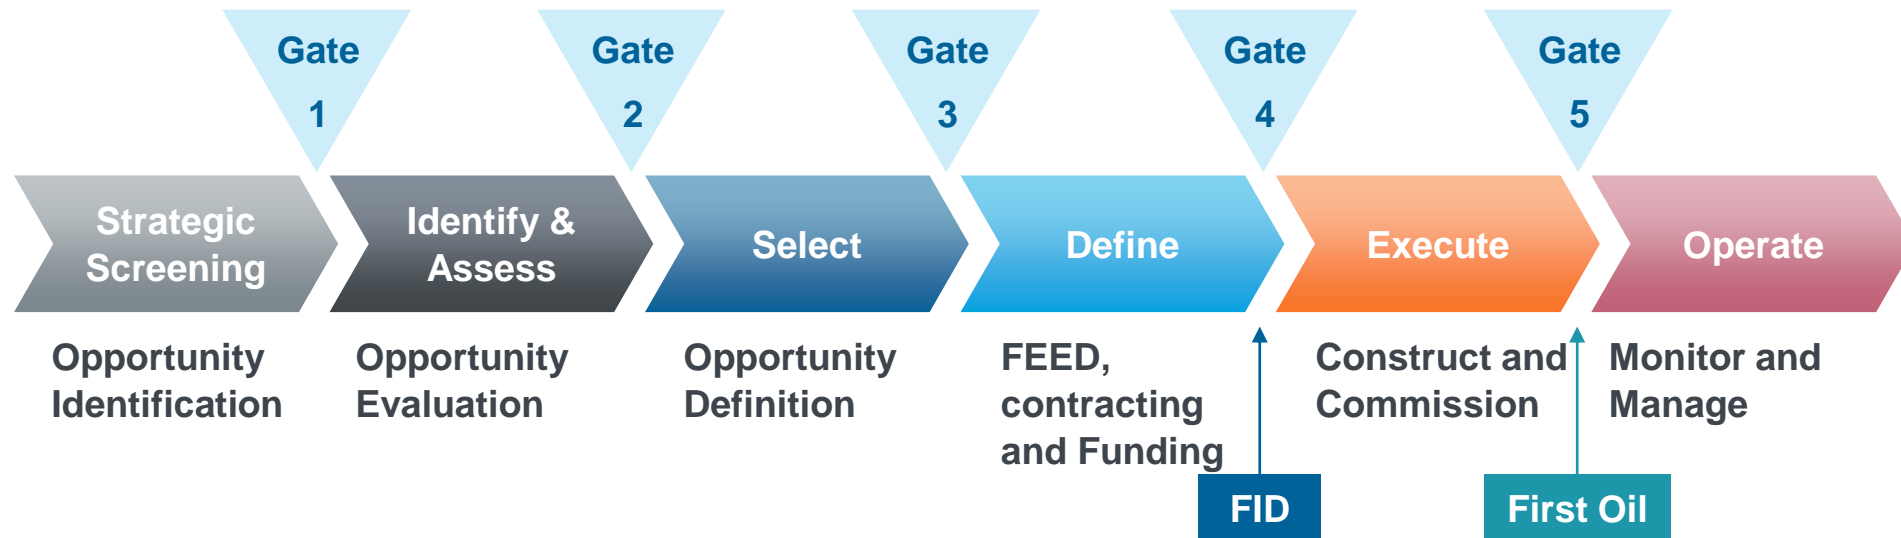 Gate
1
Gate
2
Gate
3
Gate
4
Gate
5
Strategic
Screening
Identify &
Assess
Select
Define
Execute
Operate
Opportunity
Identification
Opportunity
Evaluation
Opportunity
Definition
FEED,
contracting
and Funding
Construct and
Commission
Monitor and
Manage
FID
First Oil